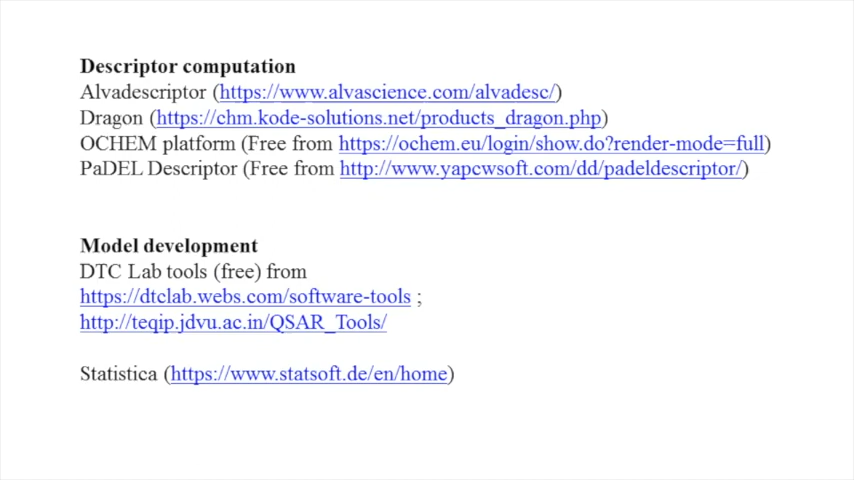 Descriptor computation
Alvadescriptor (https://www.alvascience.com/alvadesc/)
Dragon (https://chm.kode-solutions.net/products_dragon.php)
OCHEM platform (Free from https://ochem.eu/login/show.do?render-mode=full)
PaDEL Descriptor (Free from http://www.yapcwsoft.com/dd/padeldescriptor/)
Model development
DTC Lab tools (free) from
https://dtclab.webs.com/software-tools ;
http://teqip.jdvu.ac.in/QSAR_Tools/
Statistica (https://www.statsoft.de/en/home)